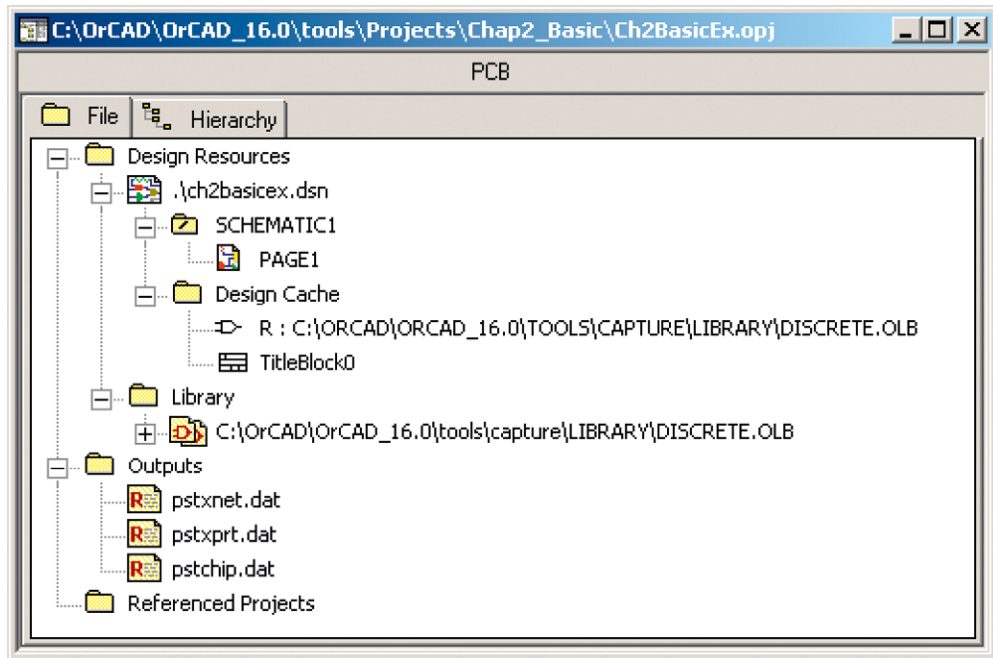 C:\OrCAD\OrCAD_16.0\tools\Projects\Chap2_Basic\Ch2BasicEx.opj
PCB
File Hierarchy
Design Resources
.\ch2basicex.dsn
SCHEMATIC1
PAGE1
Design Cache
R : C:\ORCAD\ORCAD_16.0\TOOLS\CAPTURE\LIBRARY\DISCRETE.OLB
TitleBlock0
Library
C:\OrCAD\OrCAD_16.0\tools\capture\LIBRARY\DISCRETE.OLB
Outputs
pstxnet.dat
pstxprt.dat
pstchip.dat
Referenced Projects